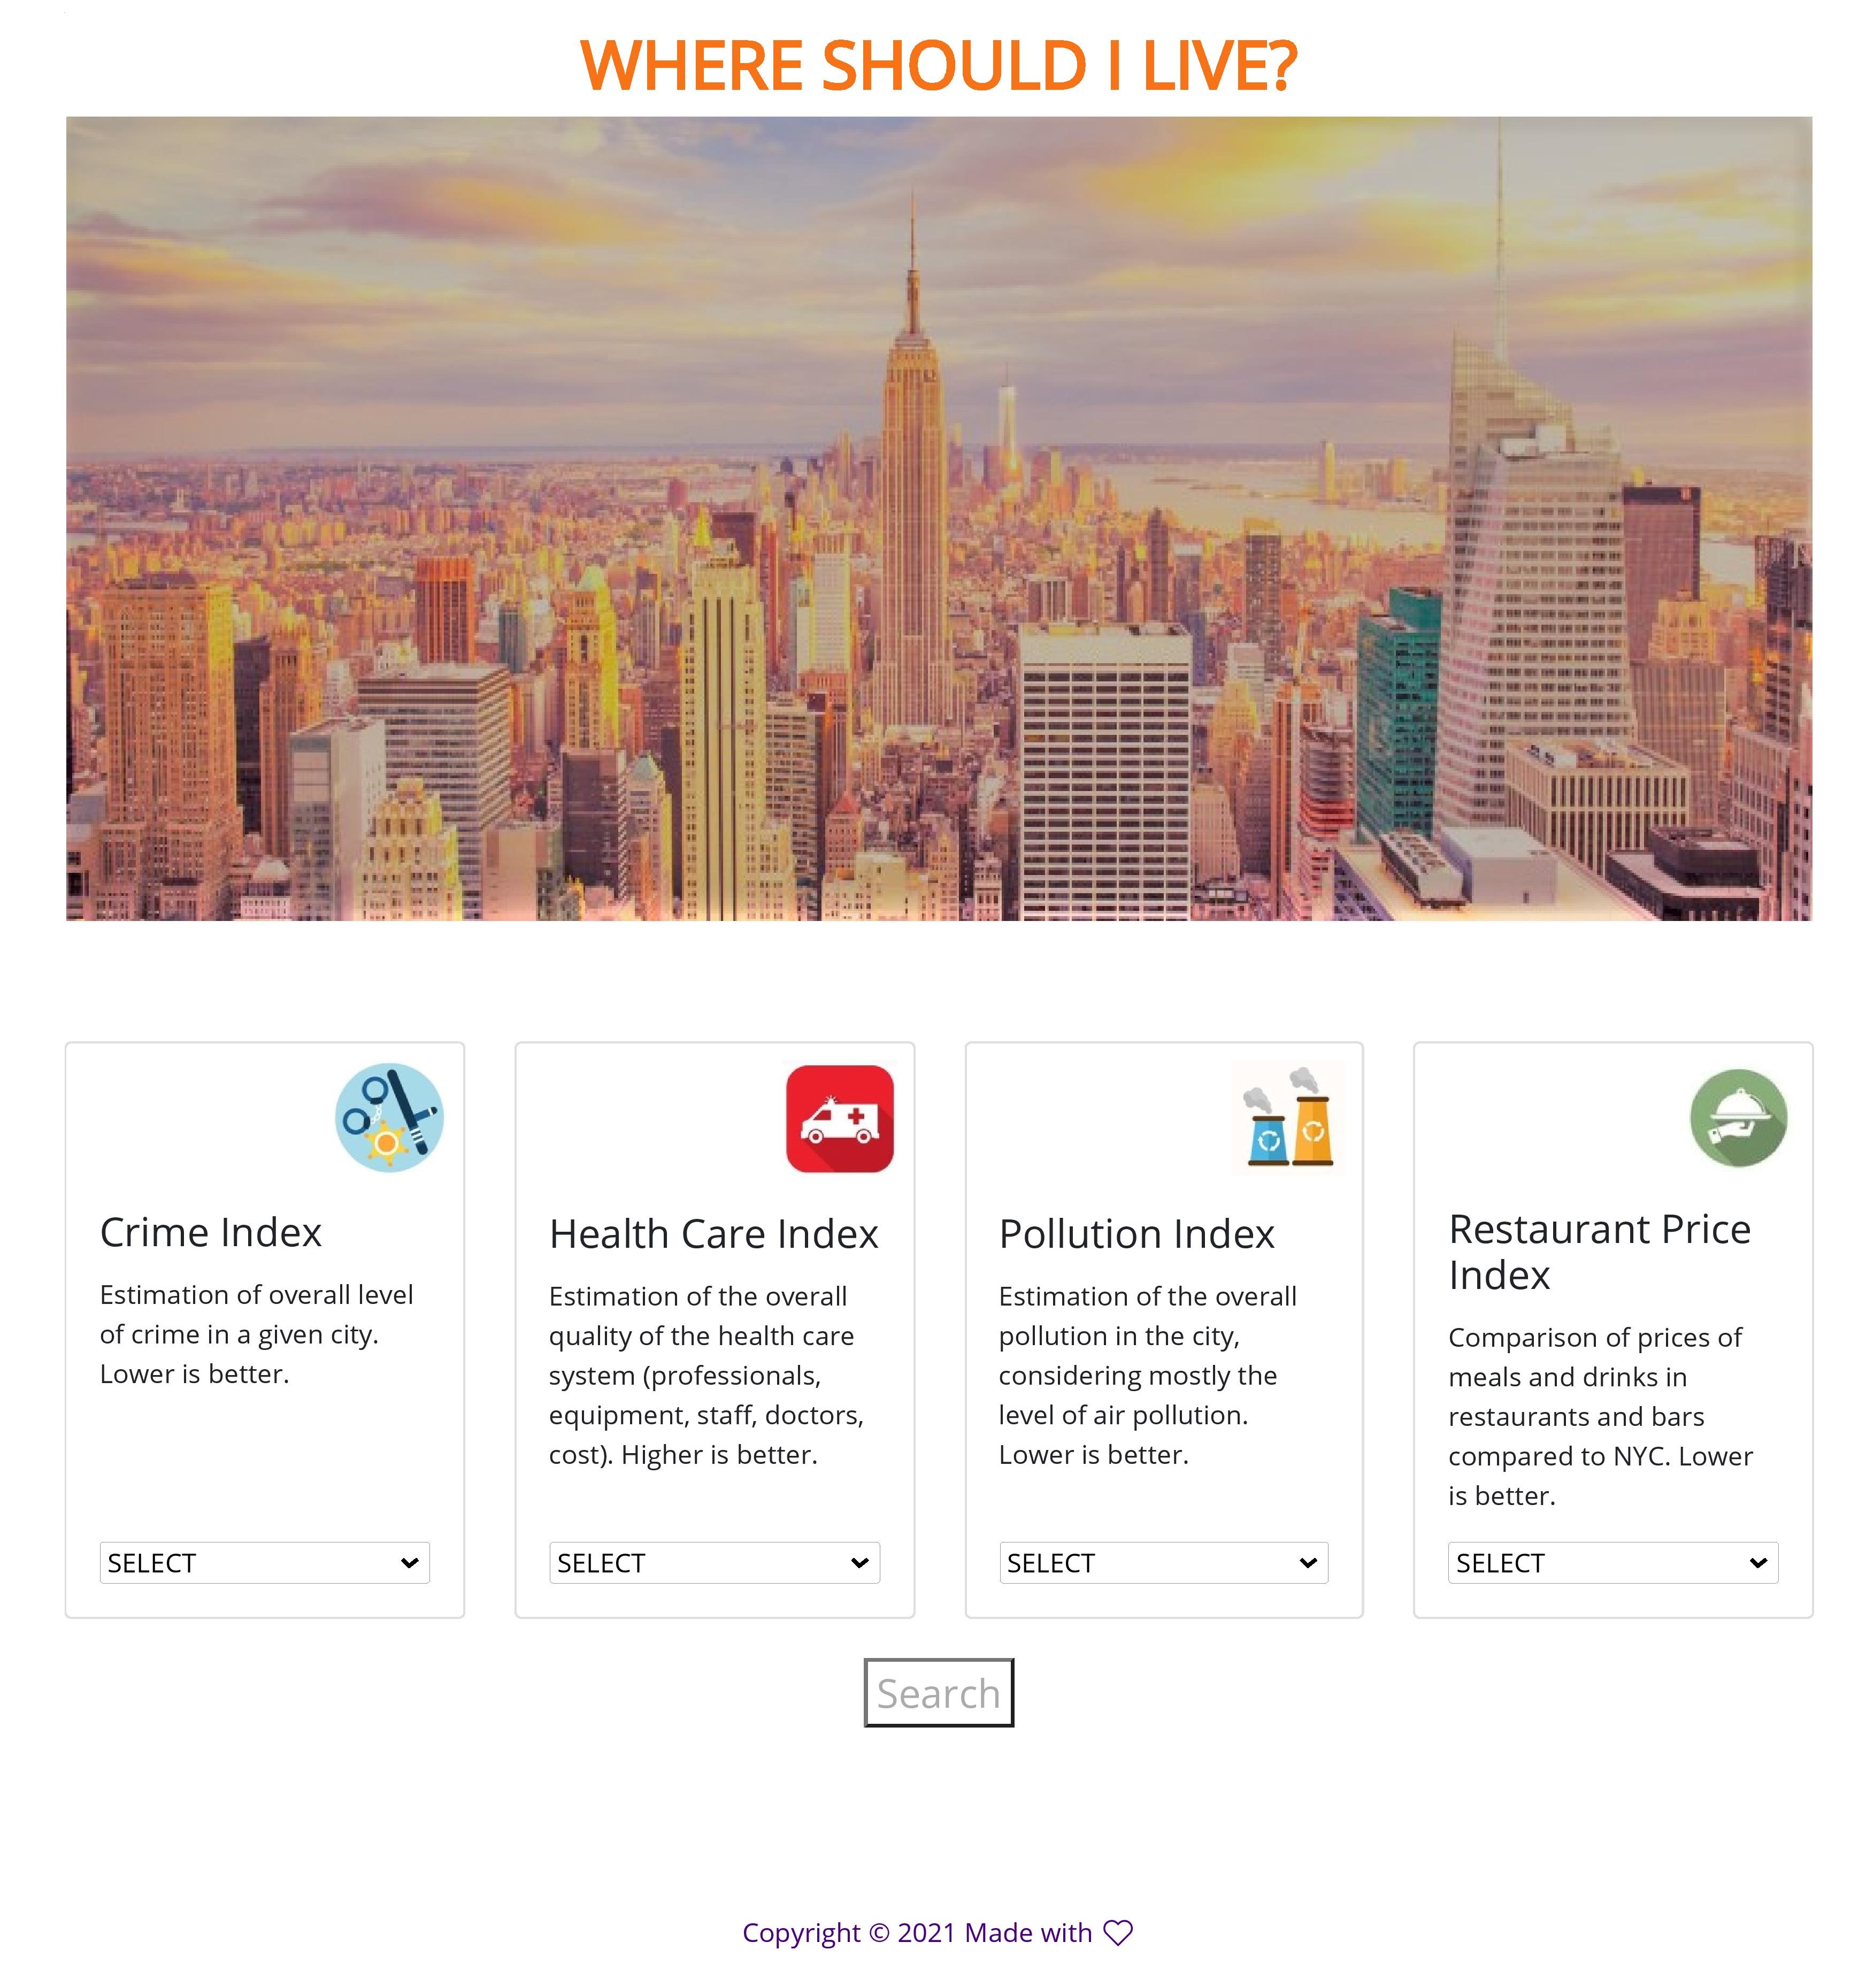 WHERE SHOULD I LIVE?
Crime Index
Estimation of overall level
of crime in a given city.
Lower is better.
SELECT
Health Care Index
Estimation of the overall
quality of the health care
system (professionals,
equipment, staff, doctors,
cost). Higher is better.
SELECT
Pollution Index
Estimation of the overall
pollution in the city,
considering mostly the
level of air pollution.
Lower is better.
SELECT
Restaurant Price
Index
Comparison of prices of
meals and drinks in
restaurants and bars
compared to NYC. Lower
is better.
SELECT
Search
Copyright © 2021 Made with